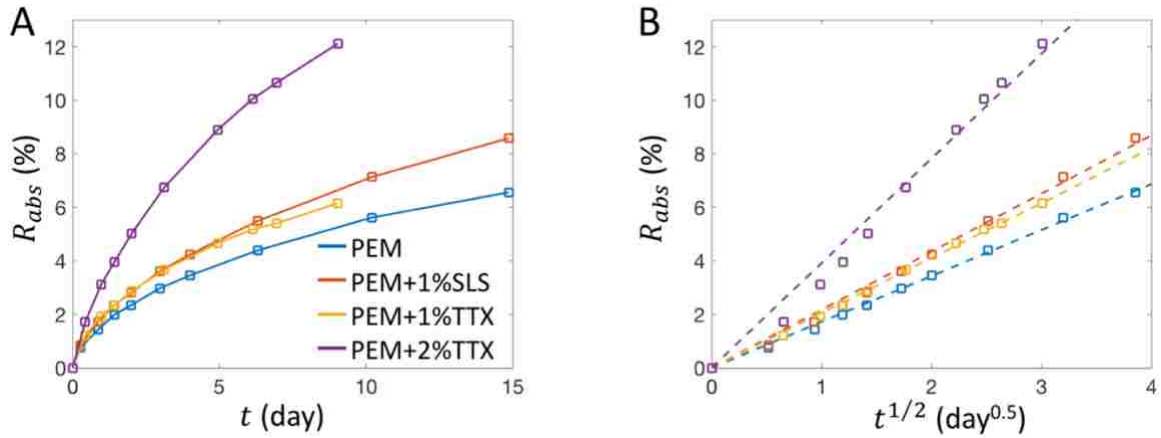 A
R_abs (%)
12
10
8
6
4
2
0
0 5 10 15
t (day)
PEM
PEM+1%SLS
PEM+1%TTX
PEM+2%TTX
B
R_abs (%)
12
10
8
6
4
2
0
0 1 2 3 4
t^1/2 (day^0.5)